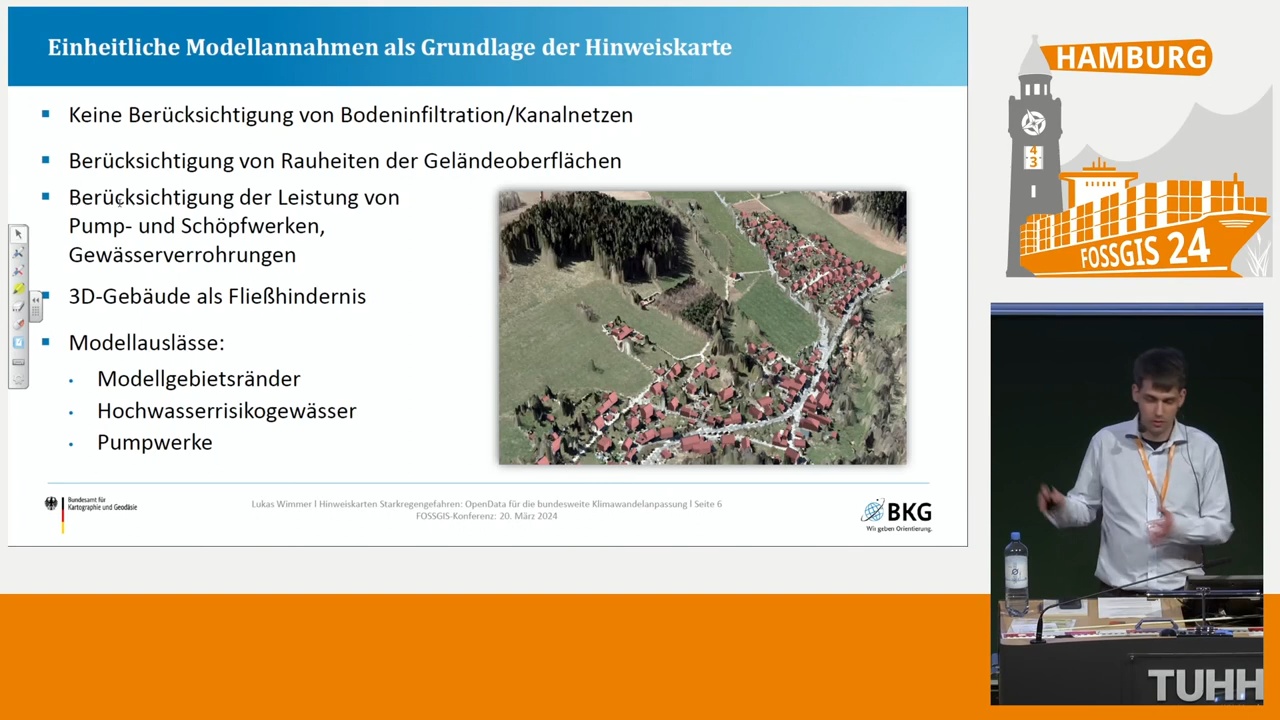 Einheitliche Modellannahmen als Grundlage der Hinweiskarte
Keine Berücksichtigung von Bodeninfiltration/Kanalnetzen
Berücksichtigung von Rauheiten der Geländeoberflächen
Berücksichtigung der Leistung von
Pump- und Schöpfwerken,
Gewässerverrohrungen
3D-Gebäude als Fließhindernis
Modellauslässe:
Modellgebietsränder
Hochwasserrisikogewässer
Pumpwerke
Bundesamt für
Kartographie und Geodäsie
Lukas Wimmer I Hinweiskarten Starkregengefahren: OpenData für die bundesweite Klimawandelanpassung I Seite 6
FOSSGIS-Konferenz: 20. März 2024
BKG
Wir geben Orientierung.
HAMBURG
4
3
FOSSGIS 24
TUHH